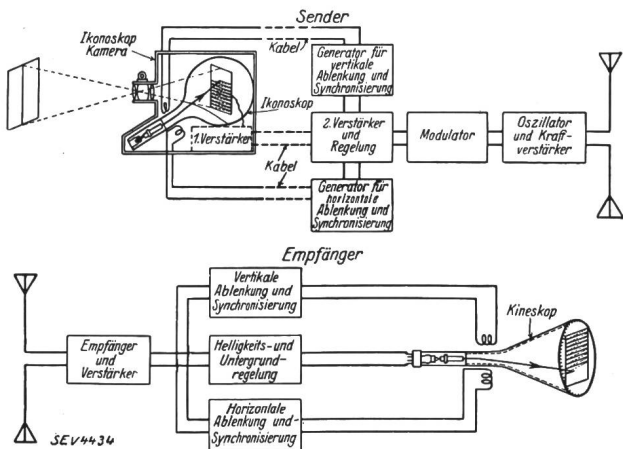 Sender
Ikonoskop
Kamera
Kabel
Generator für
vertikale
Ablenkung und
Synchronisierung
Ikonoskop
1.Verstärker
2.Verstärker
und
Regelung
Modulator
Oszillator
und Kraft-
verstärker
Kabel
Generator für
horizontale
Ablenkung und
Synchronisierung
Empfänger
Vertikale
Ablenkung und
Synchronisierung
Kineskop
Empfänger
und
Verstärker
Helligkeits- und
Untergrund-
regelung
Horizontale
Ablenkung und-
Synchronisierung
SEV4434